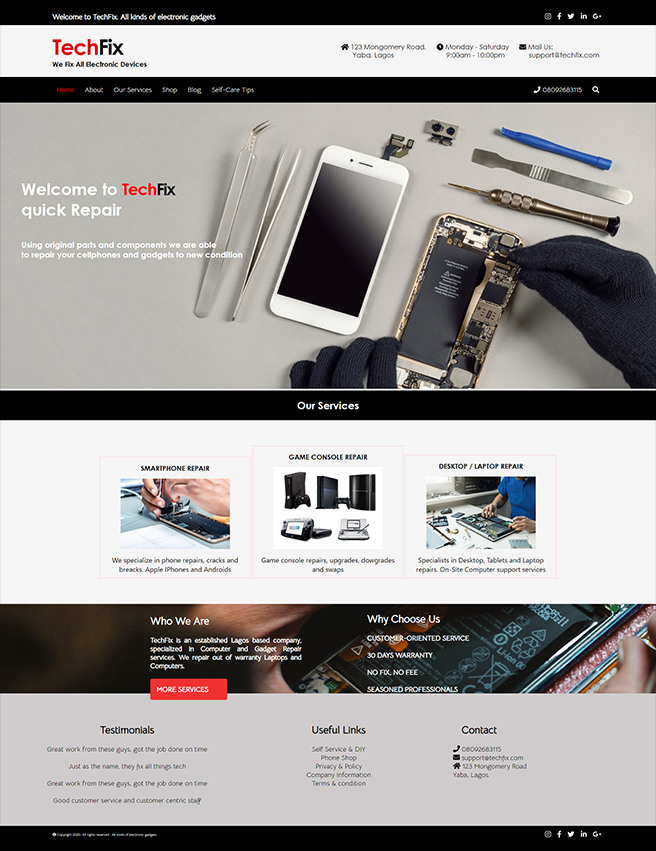 Welcome to TechFix. All kinds of electronic gadgets
TechFix
We Fix All Electronic Devices
123 Mongomery Road,
Yaba, Lagos
Monday - Saturday
9:00am - 10:00pm
Mail Us:
support@techfix.com
Home About Our Services Shop Blog Self-Care Tips 08092683115
Welcome to TechFix
quick Repair
Using original parts and components we are able
to repair your cellphones and gadgets to new condition
Our Services
SMARTPHONE REPAIR
We specialize in phone repairs, cracks and
breacks. Apple IPhones and Androids
GAME CONSOLE REPAIR
Game console repairs, upgrades, dowgrades
and swaps
DESKTOP / LAPTOP REPAIR
Specialists in Desktop, Tablets and Laptop
repairs. On-Site Computer support services
Who We Are
TechFix is an established Lagos based company,
specialized in Computer and Gadget Repair
services. We repair out of warranty Laptops and
Computers.
MORE SERVICES
Why Choose Us
CUSTOMER-ORIENTED SERVICE
30 DAYS WARRANTY
NO FIX, NO FEE
SEASONED PROFESSIONALS
Testimonials
Great work from these guys, got the job done on time
Just as the name, they fix all things tech
Great work from these guys, got the job done on time
Good customer service and customer centric staff
Useful Links
Self Service & DIY
Phone Shop
Privacy & Policy
Company Information
Terms & condition
Contact
08092683115
support@techfix.com
123 Mongomery Road
Yaba, Lagos.
Copyright 2020. All rights reserved - All kinds of electronic gadgets